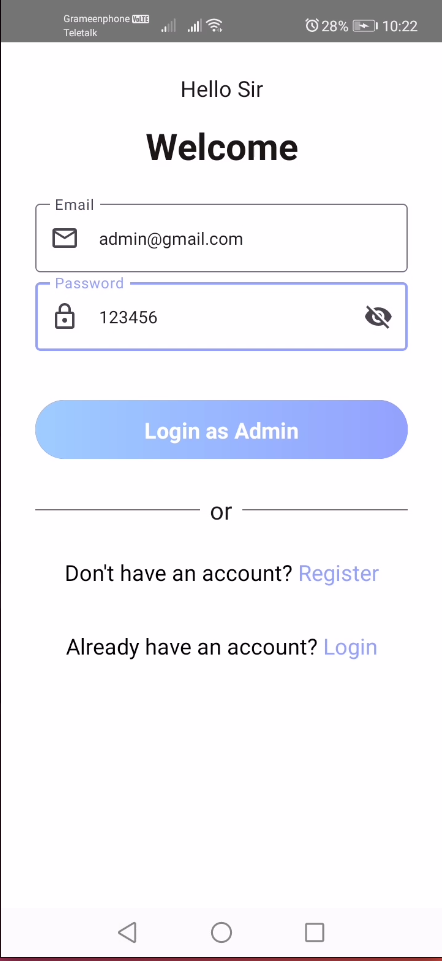 Grameenphone VoLTE
Teletalk
28%
10:22
Hello Sir
Welcome
Email
admin@gmail.com
Password
123456
Login as Admin
or
Don't have an account? Register
Already have an account? Login